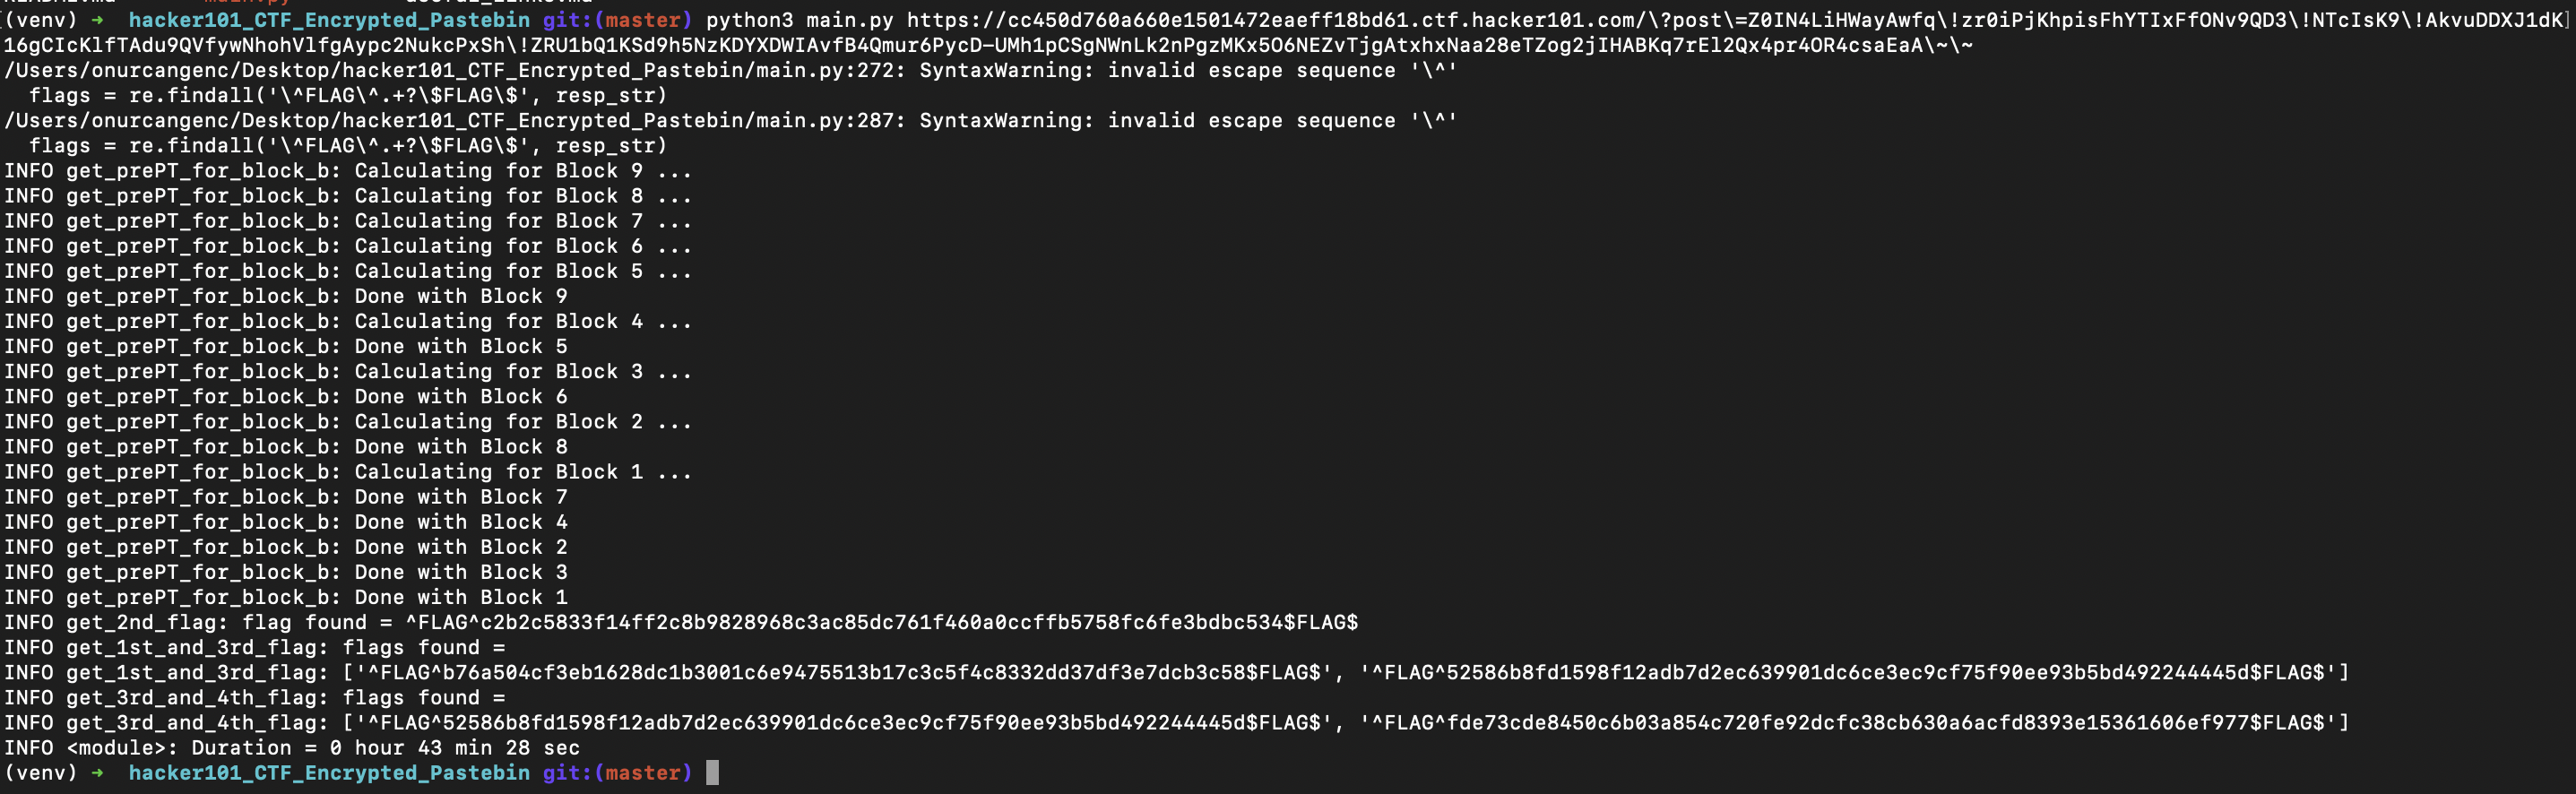 (venv) ➜  hacker101_CTF_Encrypted_Pastebin git:(master) python3 main.py https://cc450d760a660e1501472eaeff18bd61.ctf.hacker101.com/\?post\=Z0IN4LiHWayAwfq\!zr0iPjKhpisFhYTIxFfONv9QD3\!NTcIsK9\!AkvuDDXJ1dK
16gCIcKlfTAdu9QVfywNhohVlfgAypc2NukcPxSh\!ZRU1bQ1KSd9h5NzKDYXDWIAvfB4Qmur6PycD-UMh1pCSgNWnLk2nPgzMKx5O6NEZvTjgAtxhxNaa28eTZog2jIHABKq7rEl2Qx4pr4OR4csaEaA\~\~
/Users/onurcangenc/Desktop/hacker101_CTF_Encrypted_Pastebin/main.py:272: SyntaxWarning: invalid escape sequence '\^'
  flags = re.findall('\^FLAG\^.+?\$FLAG\$', resp_str)
/Users/onurcangenc/Desktop/hacker101_CTF_Encrypted_Pastebin/main.py:287: SyntaxWarning: invalid escape sequence '\^'
  flags = re.findall('\^FLAG\^.+?\$FLAG\$', resp_str)
INFO get_prePT_for_block_b: Calculating for Block 9 ...
INFO get_prePT_for_block_b: Calculating for Block 8 ...
INFO get_prePT_for_block_b: Calculating for Block 7 ...
INFO get_prePT_for_block_b: Calculating for Block 6 ...
INFO get_prePT_for_block_b: Calculating for Block 5 ...
INFO get_prePT_for_block_b: Done with Block 9
INFO get_prePT_for_block_b: Calculating for Block 4 ...
INFO get_prePT_for_block_b: Done with Block 5
INFO get_prePT_for_block_b: Calculating for Block 3 ...
INFO get_prePT_for_block_b: Done with Block 6
INFO get_prePT_for_block_b: Calculating for Block 2 ...
INFO get_prePT_for_block_b: Done with Block 8
INFO get_prePT_for_block_b: Calculating for Block 1 ...
INFO get_prePT_for_block_b: Done with Block 7
INFO get_prePT_for_block_b: Done with Block 4
INFO get_prePT_for_block_b: Done with Block 2
INFO get_prePT_for_block_b: Done with Block 3
INFO get_prePT_for_block_b: Done with Block 1
INFO get_2nd_flag: flag found = ^FLAG^c2b2c5833f14ff2c8b9828968c3ac85dc761f460a0ccffb5758fc6fe3bdbc534$FLAG$
INFO get_1st_and_3rd_flag: flags found =
INFO get_1st_and_3rd_flag: ['^FLAG^b76a504cf3eb1628dc1b3001c6e9475513b17c3c5f4c8332dd37df3e7dcb3c58$FLAG$', '^FLAG^52586b8fd1598f12adb7d2ec639901dc6ce3ec9cf75f90ee93b5bd492244445d$FLAG$']
INFO get_3rd_and_4th_flag: flags found =
INFO get_3rd_and_4th_flag: ['^FLAG^52586b8fd1598f12adb7d2ec639901dc6ce3ec9cf75f90ee93b5bd492244445d$FLAG$', '^FLAG^fde73cde8450c6b03a854c720fe92dcfc38cb630a6acfd8393e15361606ef977$FLAG$']
INFO <module>: Duration = 0 hour 43 min 28 sec
(venv) ➜  hacker101_CTF_Encrypted_Pastebin git:(master)